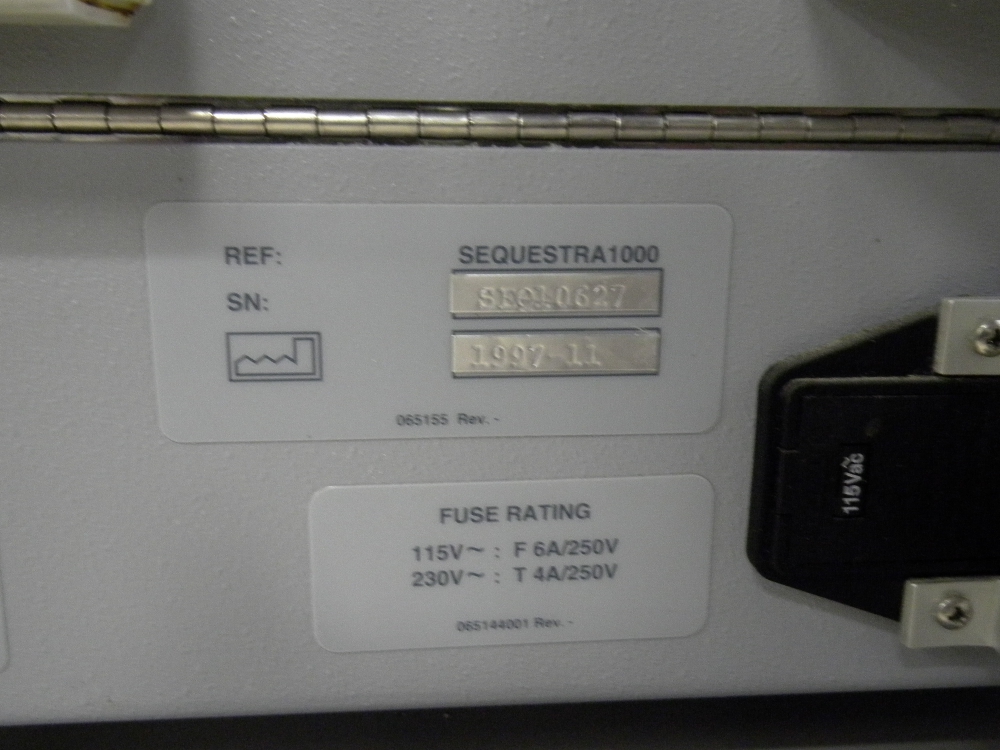 REF: SEQUESTRA1000
SN: SEQ10627
1997-11
065155 Rev. -
FUSE RATING
115V~ : F 6A/250V
230V~ : T 4A/250V
065144001 Rev. -
115Vac